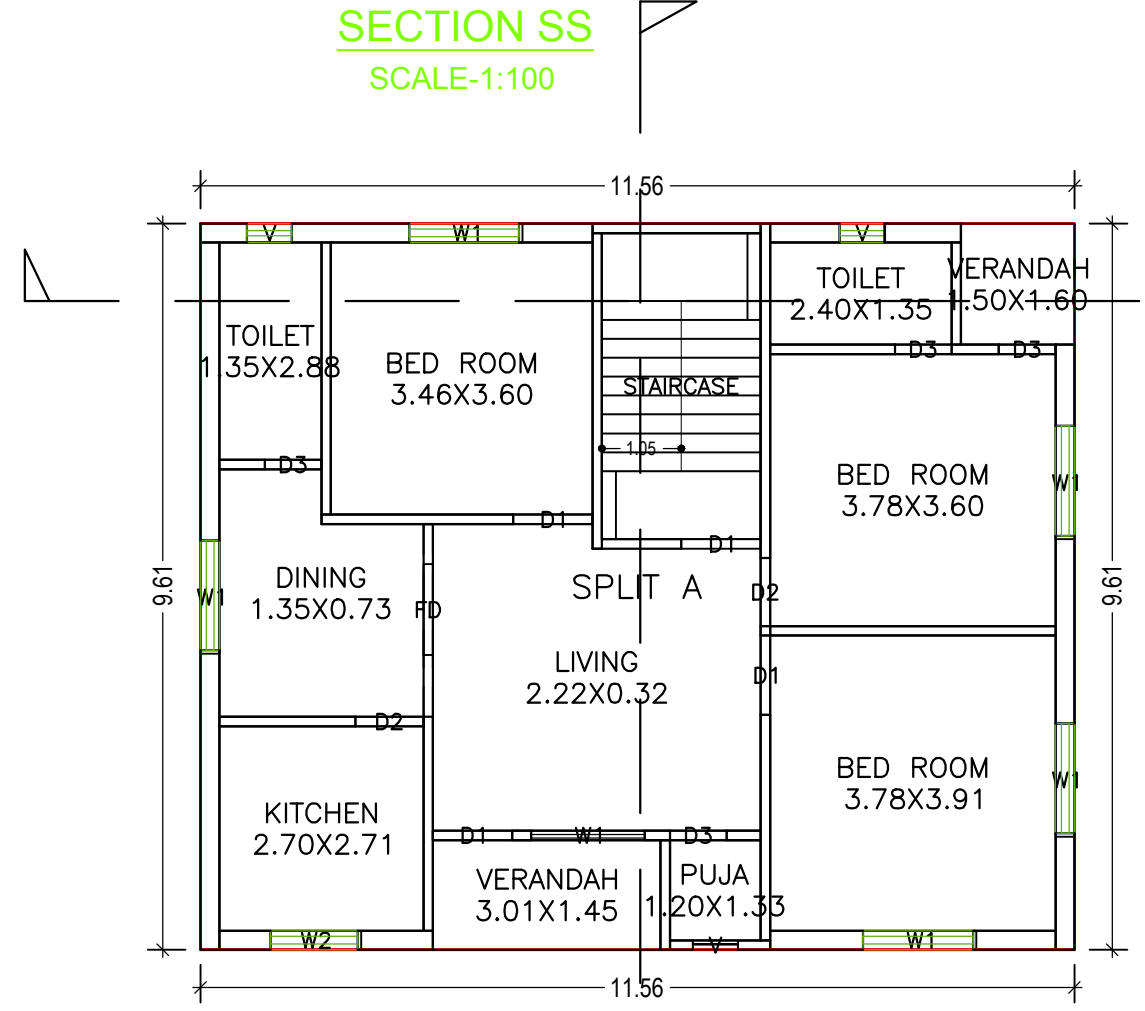 SECTION SS
SCALE-1:100
11.56
V
W1
V
TOILET
2.40X1.35
VERANDAH
1.50X1.60
TOILET
1.35X2.88
BED ROOM
3.46X3.60
D3
D3
STAIRCASE
1.05
D3
BED ROOM
3.78X3.60
W1
D1
D1
9.61
W1
DINING
1.35X0.73
FD
SPLIT A
D2
9.61
LIVING
2.22X0.32
D1
D2
BED ROOM
3.78X3.91
W1
KITCHEN
2.70X2.71
D1
W1
D3
VERANDAH
3.01X1.45
PUJA
1.20X1.33
W2
V
W1
11.56